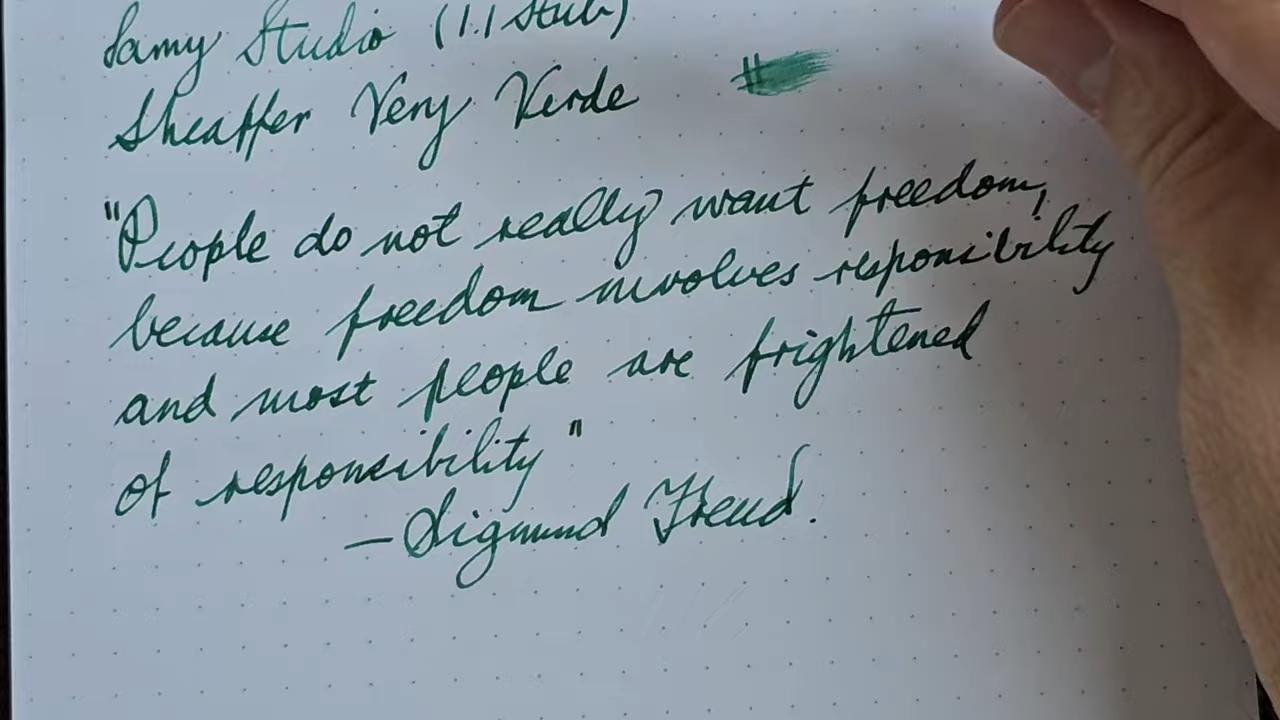 Lamy Studio (1.1 Stub)
Sheaffer Very Verde #
"People do not really want freedom,
because freedom involves responsibility
and most people are frightened
of responsibility"
—Sigmund Freud.